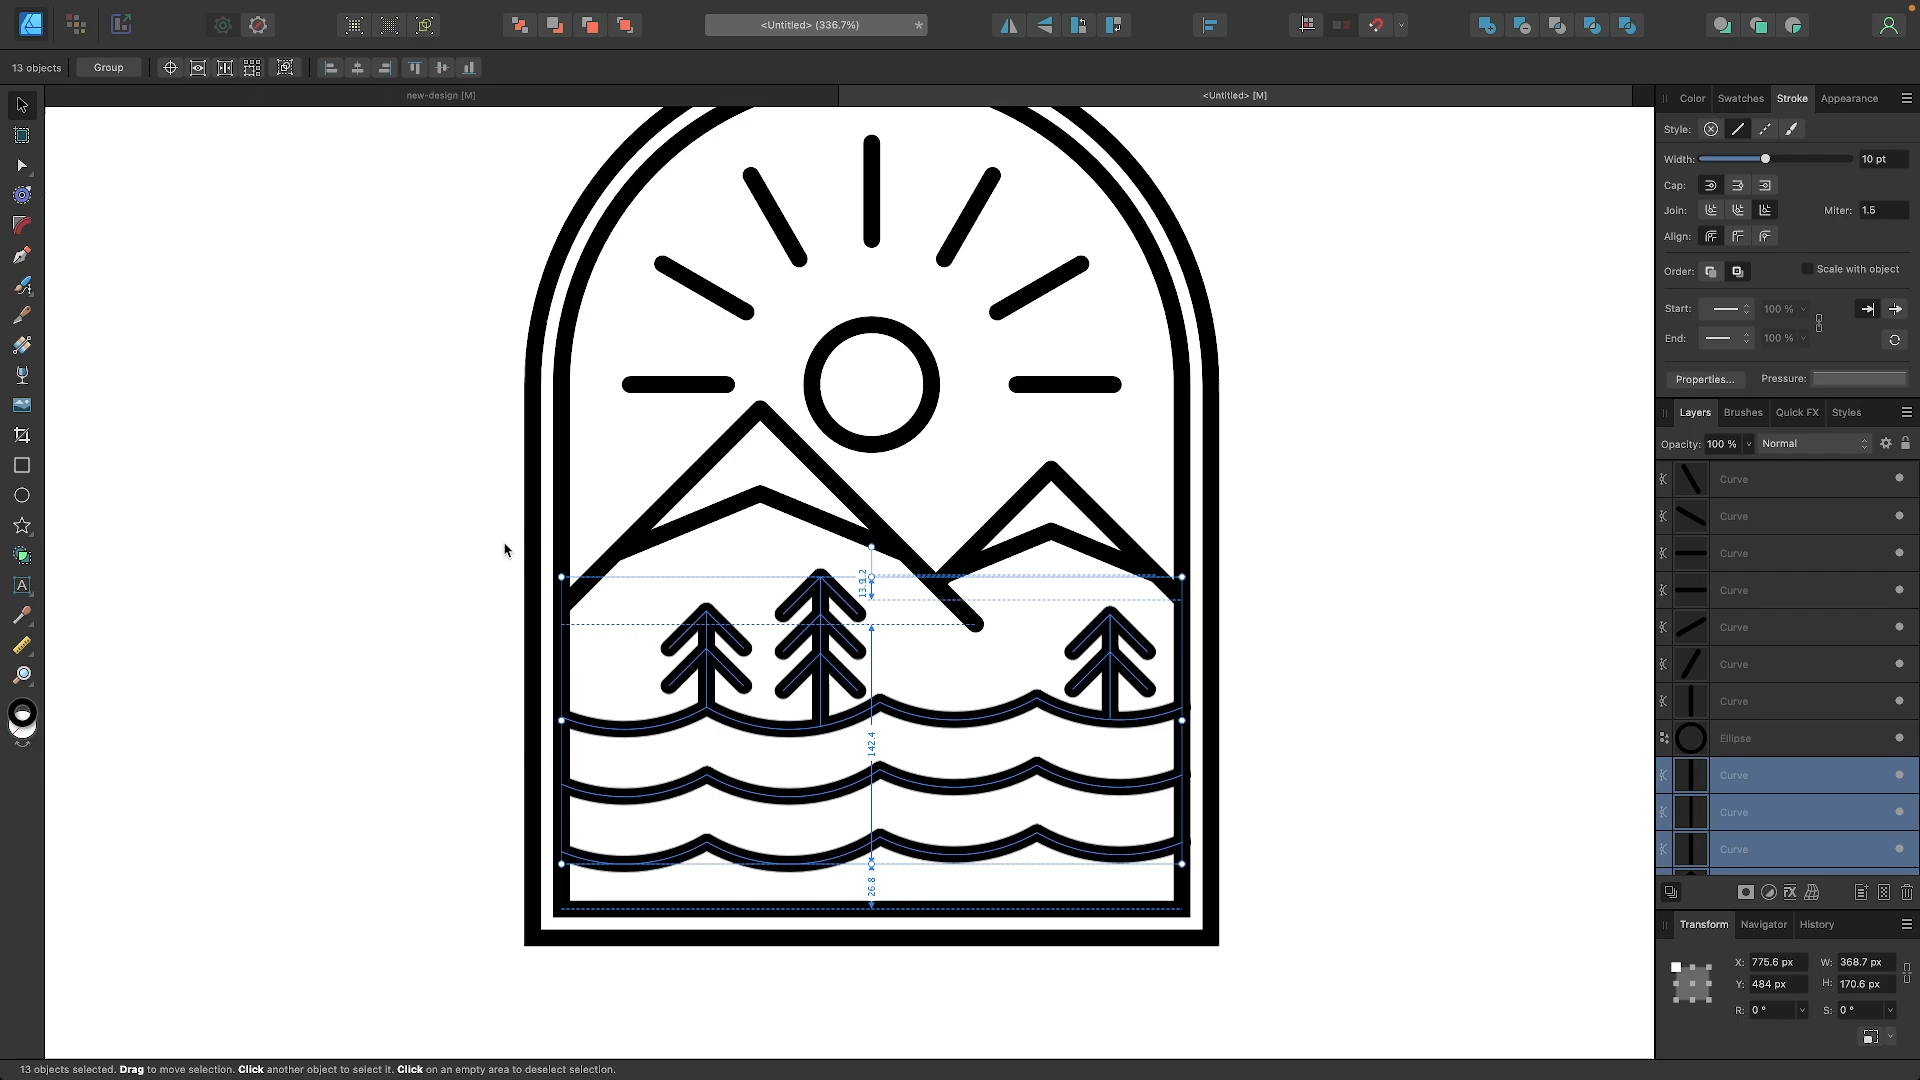 <Untitled> (336.7%)
*
13 objects
Group
new-design [M]
<Untitled> [M]
Color
Swatches
Stroke
Appearance
Style:
Width:
10 pt
Cap:
Join:
Miter: 1.5
Align:
Order:
Scale with object
Start:
100 %
End:
100 %
Properties...
Pressure:
Layers
Brushes
Quick FX
Styles
Opacity: 100 %
Normal
Curve
Curve
Curve
Curve
Curve
Curve
Curve
Ellipse
Curve
Curve
Curve
Transform
Navigator
History
X: 775.6 px
W: 368.7 px
Y: 484 px
H: 170.6 px
R: 0 °
S: 0 °
142.4
26.8
13 objects selected. Drag to move selection. Click another object to select it. Click on an empty area to deselect selection.